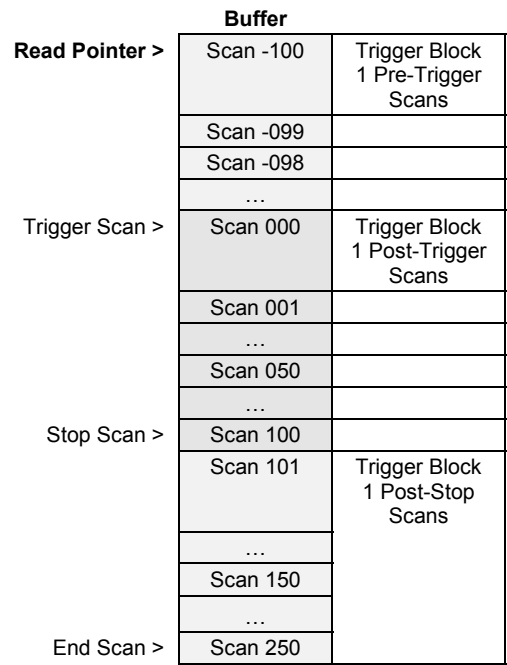 Buffer
Read Pointer > Scan -100 Trigger Block
1 Pre-Trigger
Scans
Scan -099
Scan -098
…
Trigger Scan > Scan 000 Trigger Block
1 Post-Trigger
Scans
Scan 001
…
Scan 050
…
Stop Scan > Scan 100
Scan 101 Trigger Block
1 Post-Stop
Scans
…
Scan 150
…
End Scan > Scan 250